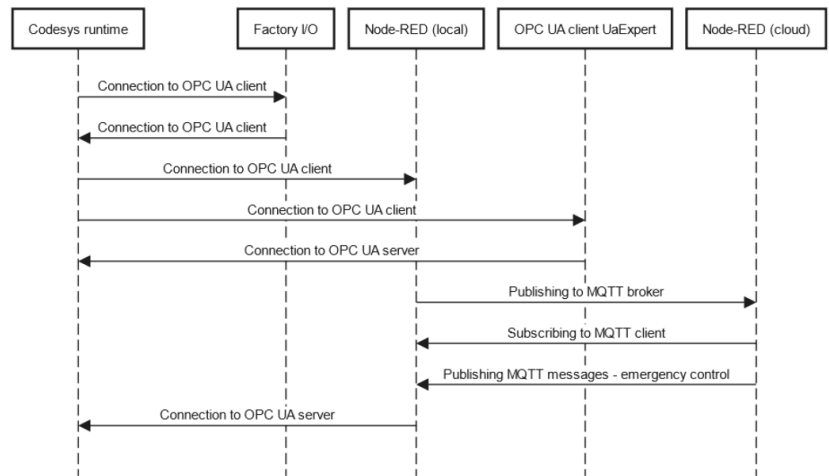 Codesys runtime
Factory I/O
Node-RED (local)
OPC UA client UaExpert
Node-RED (cloud)
Connection to OPC UA client
Connection to OPC UA client
Connection to OPC UA client
Connection to OPC UA client
Connection to OPC UA server
Publishing to MQTT broker
Subscribing to MQTT client
Publishing MQTT messages - emergency control
Connection to OPC UA server